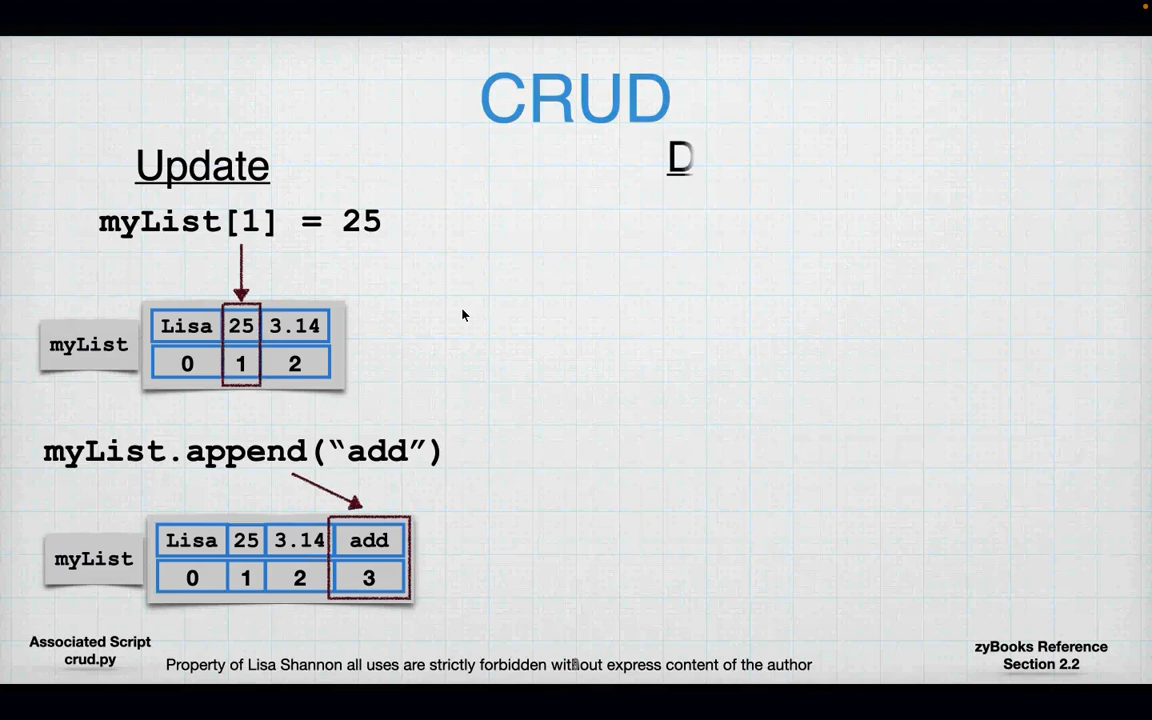 CRUD
Update
D
myList[1] = 25
myList
Lisa 25 3.14
0 1 2
myList.append(“add”)
myList
Lisa 25 3.14 add
0 1 2 3
Associated Script
crud.py
Property of Lisa Shannon all uses are strictly forbidden without express content of the author
zyBooks Reference
Section 2.2